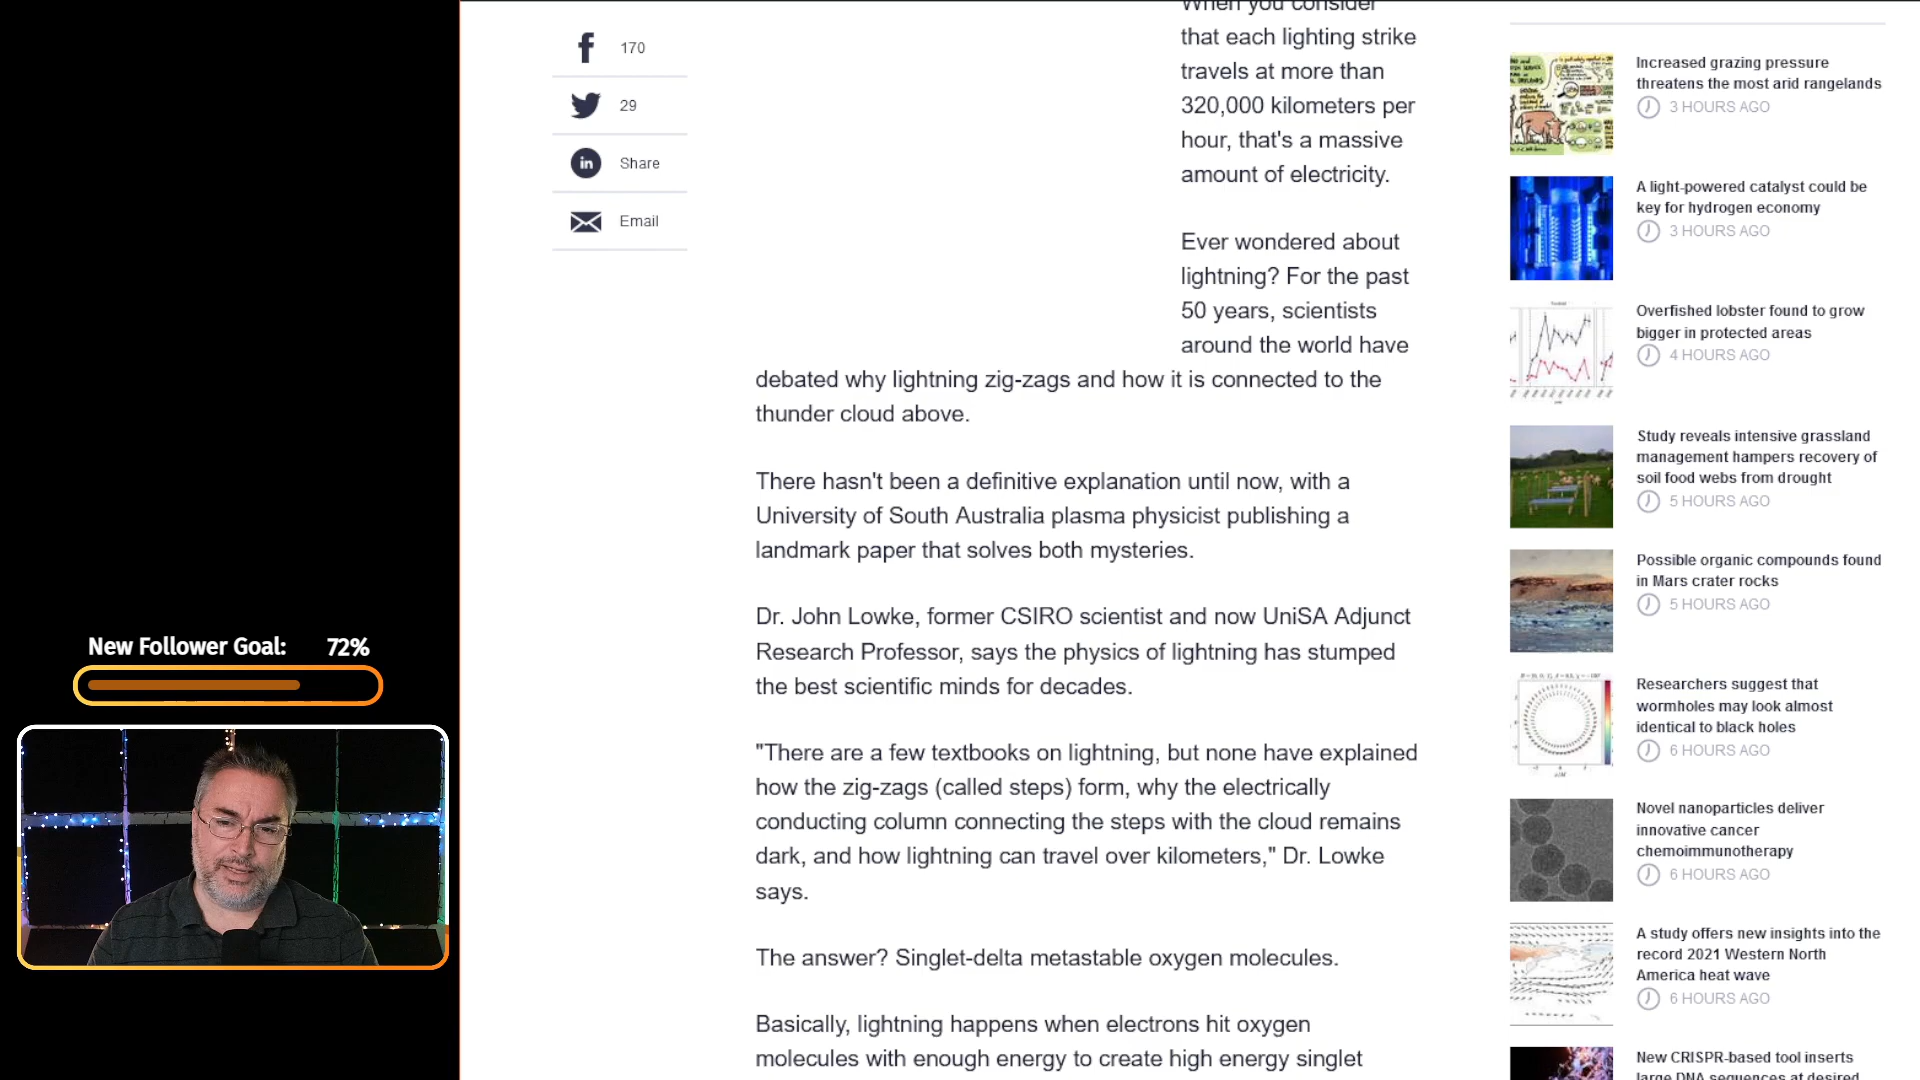 170
29
Share
Email
When you consider
that each lighting strike
travels at more than
320,000 kilometers per
hour, that's a massive
amount of electricity.
Ever wondered about
lightning? For the past
50 years, scientists
around the world have
debated why lightning zig-zags and how it is connected to the
thunder cloud above.
There hasn't been a definitive explanation until now, with a
University of South Australia plasma physicist publishing a
landmark paper that solves both mysteries.
Dr. John Lowke, former CSIRO scientist and now UniSA Adjunct
Research Professor, says the physics of lightning has stumped
the best scientific minds for decades.
"There are a few textbooks on lightning, but none have explained
how the zig-zags (called steps) form, why the electrically
conducting column connecting the steps with the cloud remains
dark, and how lightning can travel over kilometers," Dr. Lowke
says.
The answer? Singlet-delta metastable oxygen molecules.
Basically, lightning happens when electrons hit oxygen
molecules with enough energy to create high energy singlet
Increased grazing pressure
threatens the most arid rangelands
3 HOURS AGO
A light-powered catalyst could be
key for hydrogen economy
3 HOURS AGO
Overfished lobster found to grow
bigger in protected areas
4 HOURS AGO
Study reveals intensive grassland
management hampers recovery of
soil food webs from drought
5 HOURS AGO
Possible organic compounds found
in Mars crater rocks
5 HOURS AGO
Researchers suggest that
wormholes may look almost
identical to black holes
6 HOURS AGO
Novel nanoparticles deliver
innovative cancer
chemoimmunotherapy
6 HOURS AGO
A study offers new insights into the
record 2021 Western North
America heat wave
6 HOURS AGO
New CRISPR-based tool inserts
large DNA sequences at desired
New Follower Goal: 72%